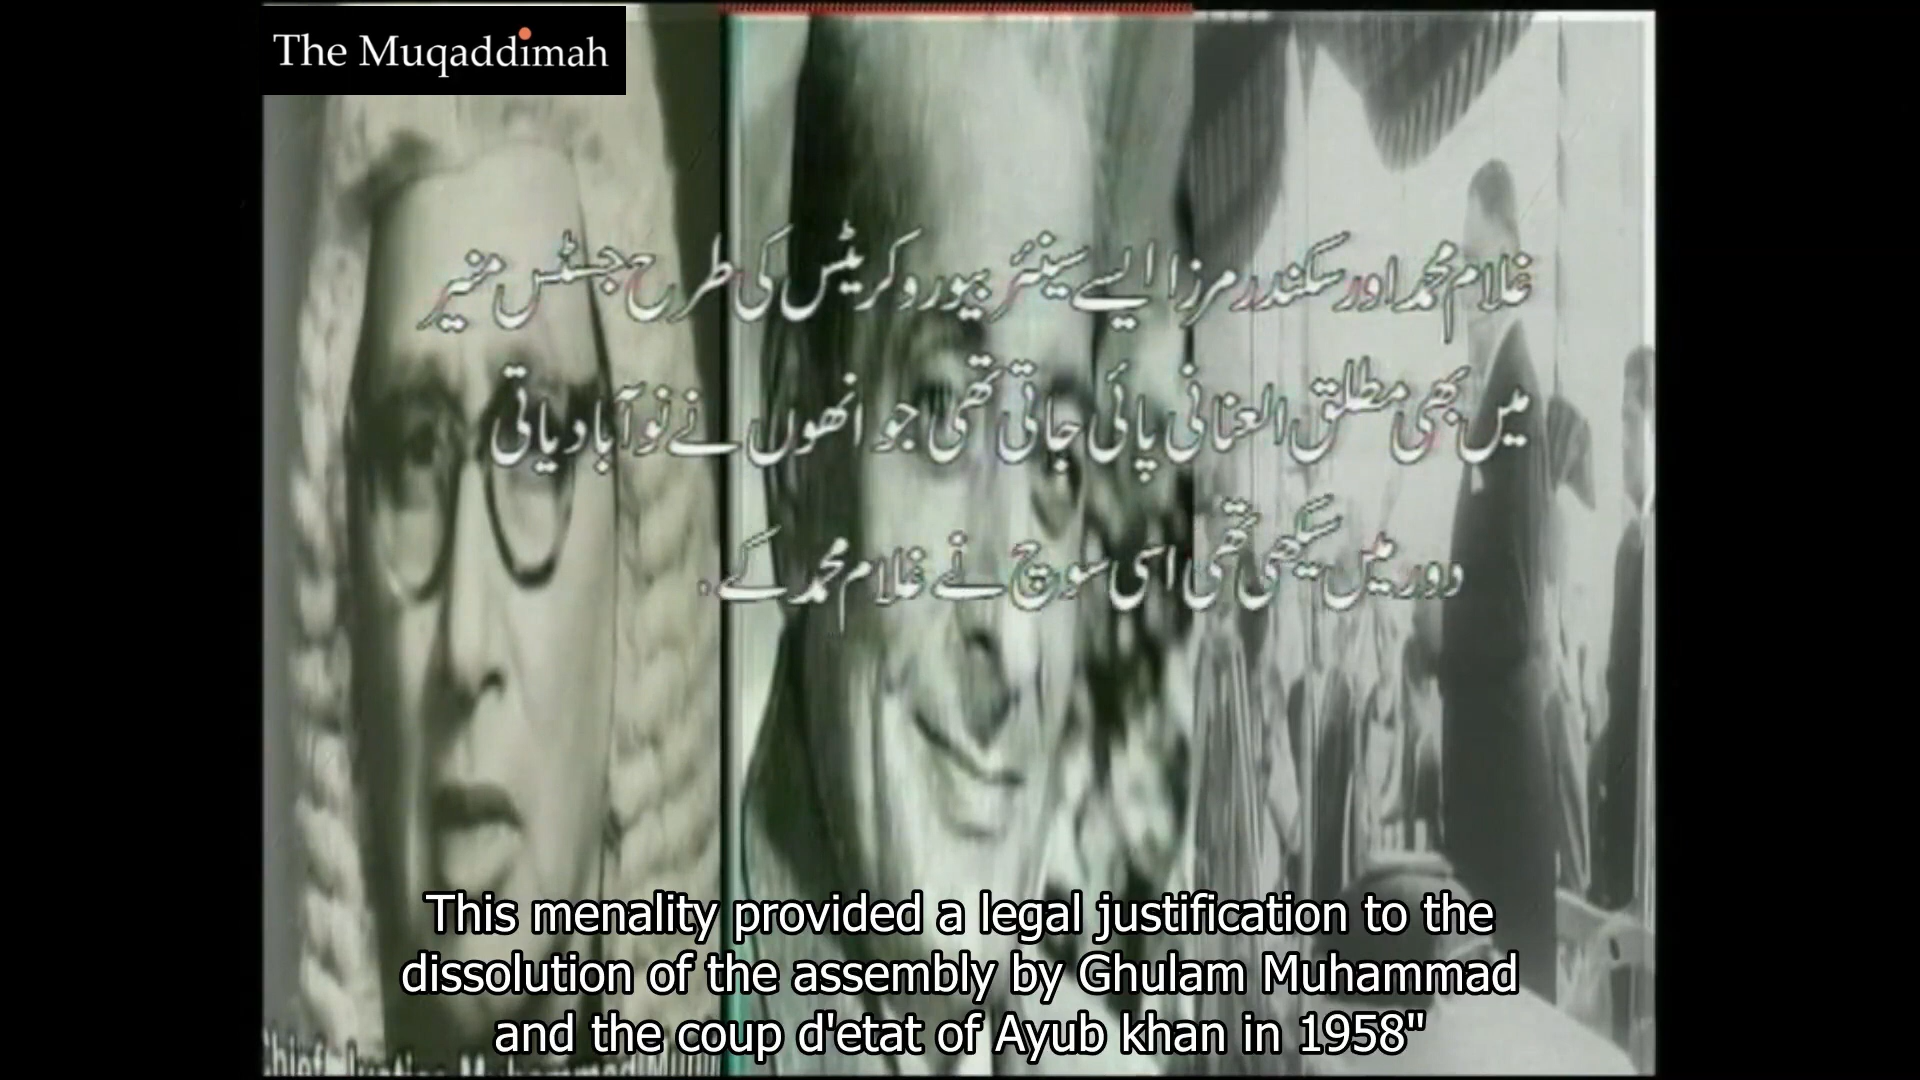 The Muqaddimah
غلام محمد اور سکندر مرزا ایسے سینئر بیوروکریٹس کی طرح جسٹس منیر
میں بھی مطلق العنانی پائی جاتی تھی جو انھوں نے نوآبادیاتی
دور میں سیکھی تھی اسی سوچ نے غلام محمد کے
This menality provided a legal justification to the
dissolution of the assembly by Ghulam Muhammad
and the coup d'etat of Ayub khan in 1958"